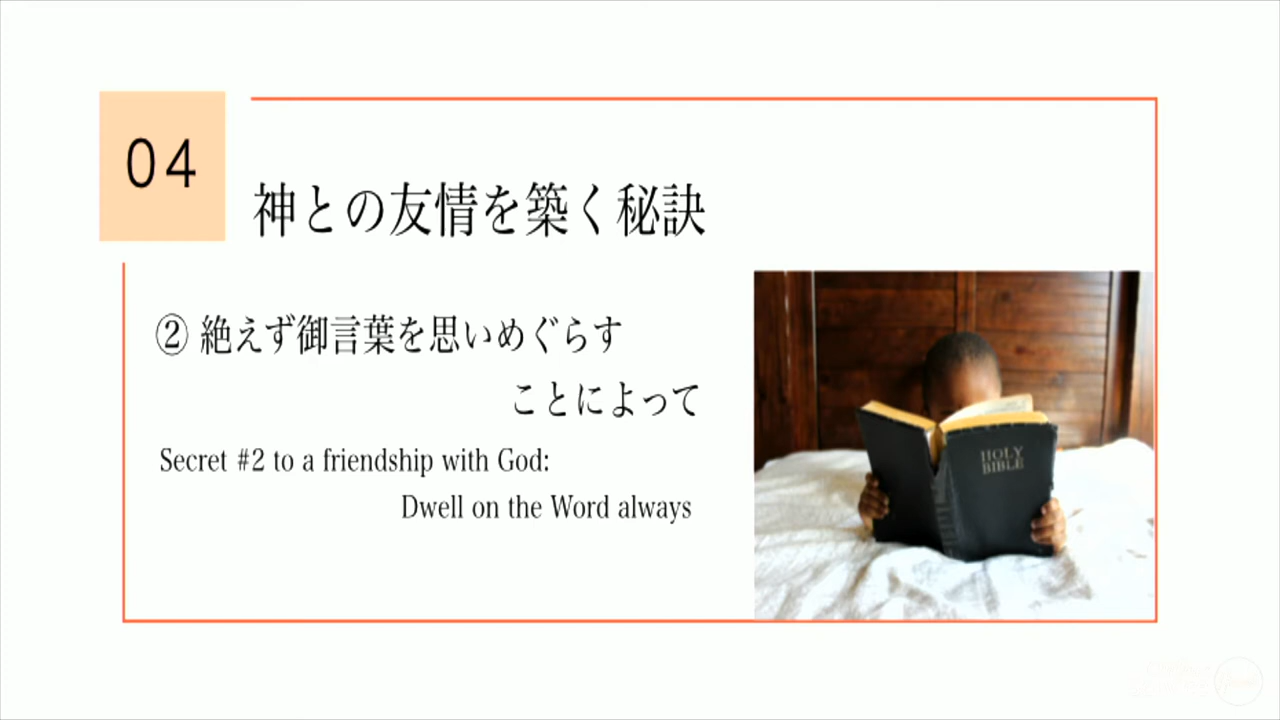 04
神との友情を築く秘訣
② 絶えず御言葉を思いめぐらす
ことによって
Secret #2 to a friendship with God:
Dwell on the Word always
HOLY
BIBLE